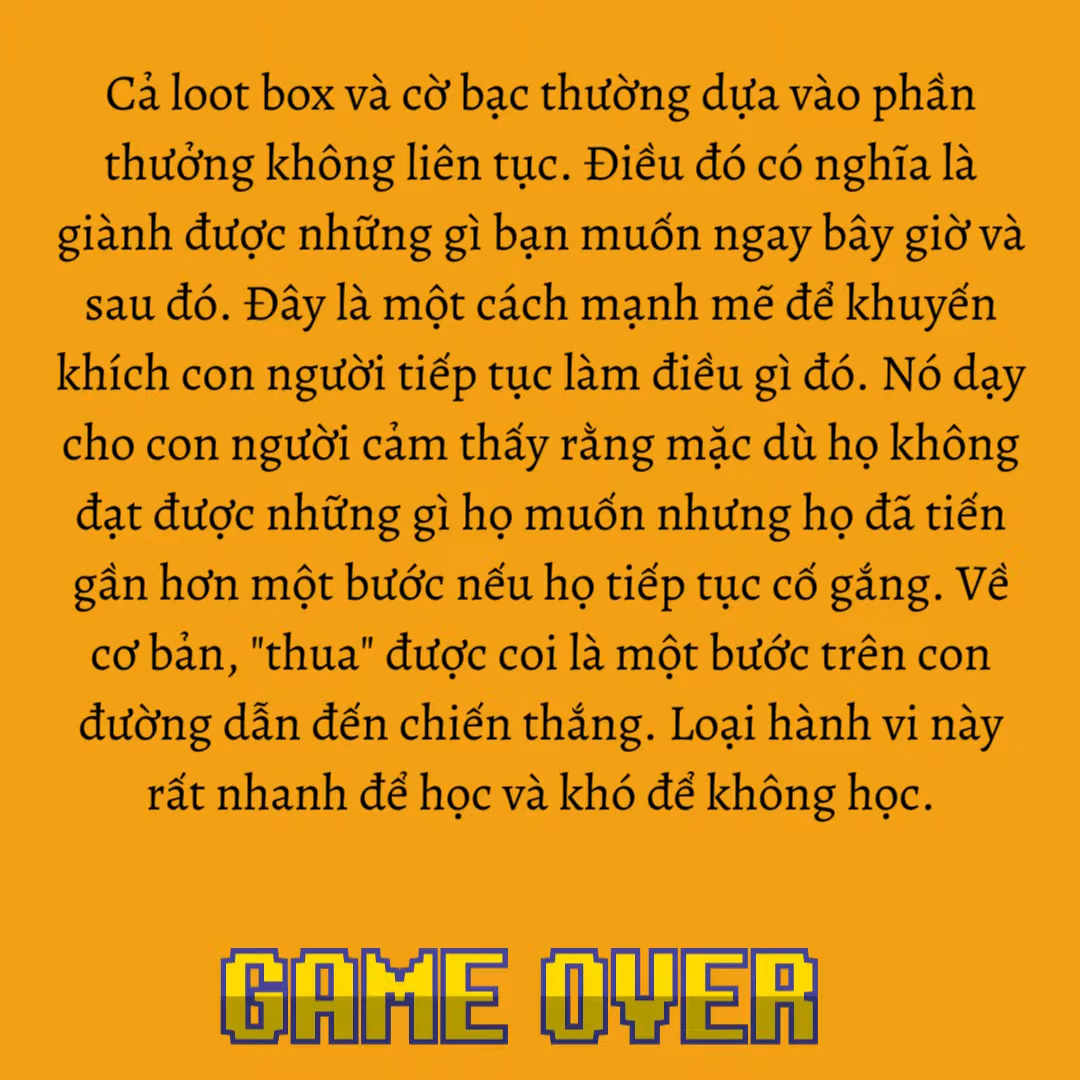 Cả loot box và cờ bạc thường dựa vào phần
thưởng không liên tục. Điều đó có nghĩa là
giành được những gì bạn muốn ngay bây giờ và
sau đó. Đây là một cách mạnh mẽ để khuyến
khích con người tiếp tục làm điều gì đó. Nó dạy
cho con người cảm thấy rằng mặc dù họ không
đạt được những gì họ muốn nhưng họ đã tiến
gần hơn một bước nếu họ tiếp tục cố gắng. Về
cơ bản, "thua" được coi là một bước trên con
đường dẫn đến chiến thắng. Loại hành vi này
rất nhanh để học và khó để không học.
GAME OVER